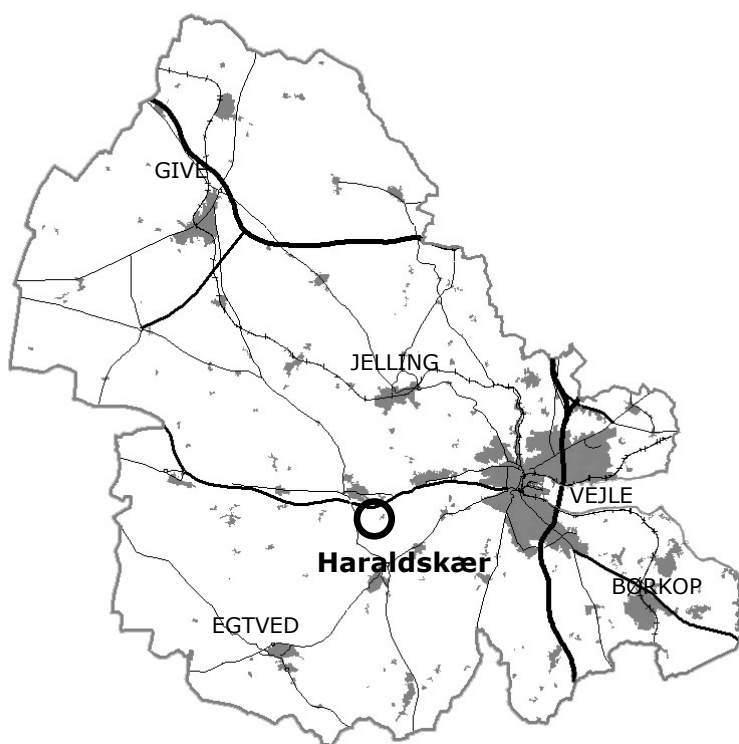 GIVE
JELLING
VEJLE
Haraldskær
BØRKOP
EGTVED